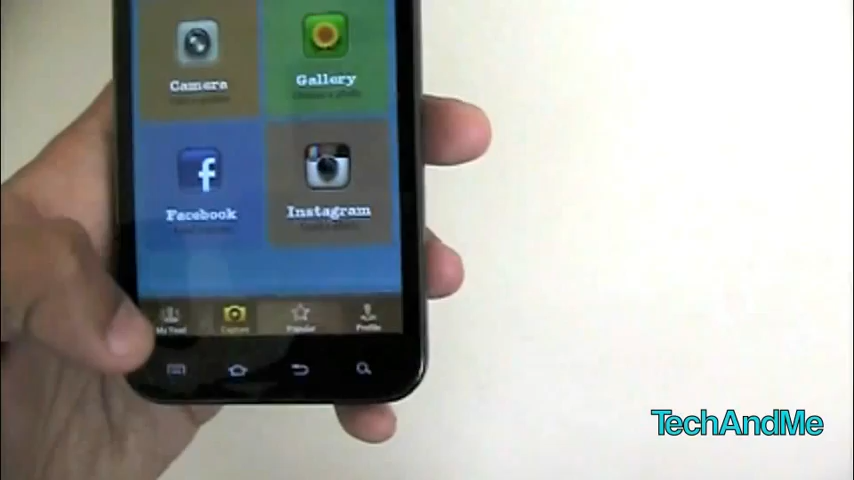 Camera
Gallery
Facebook
Instagram
My Feed
Capture
Popular
Profile
TechAndMe